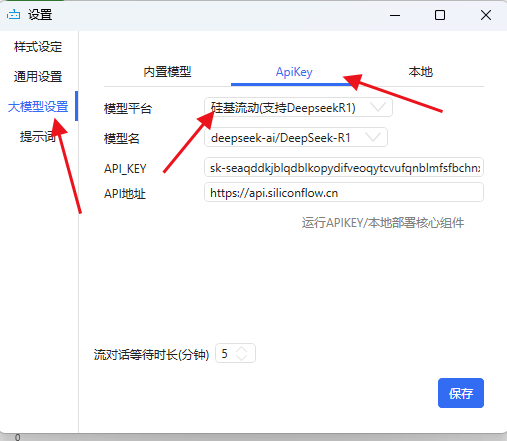 设置
样式设定
通用设置
大模型设置
提示词
内置模型 ApiKey 本地
模型平台 硅基流动(支持DeepseekR1)
模型名 deepseek-ai/DeepSeek-R1
API_KEY sk-seaqddkjblqdblkopydifveoqytcvufqnblmfsfbchnx
API地址 https://api.siliconflow.cn
运行APIKEY/本地部署核心组件
流对话等待时长(分钟) 5
保存
0